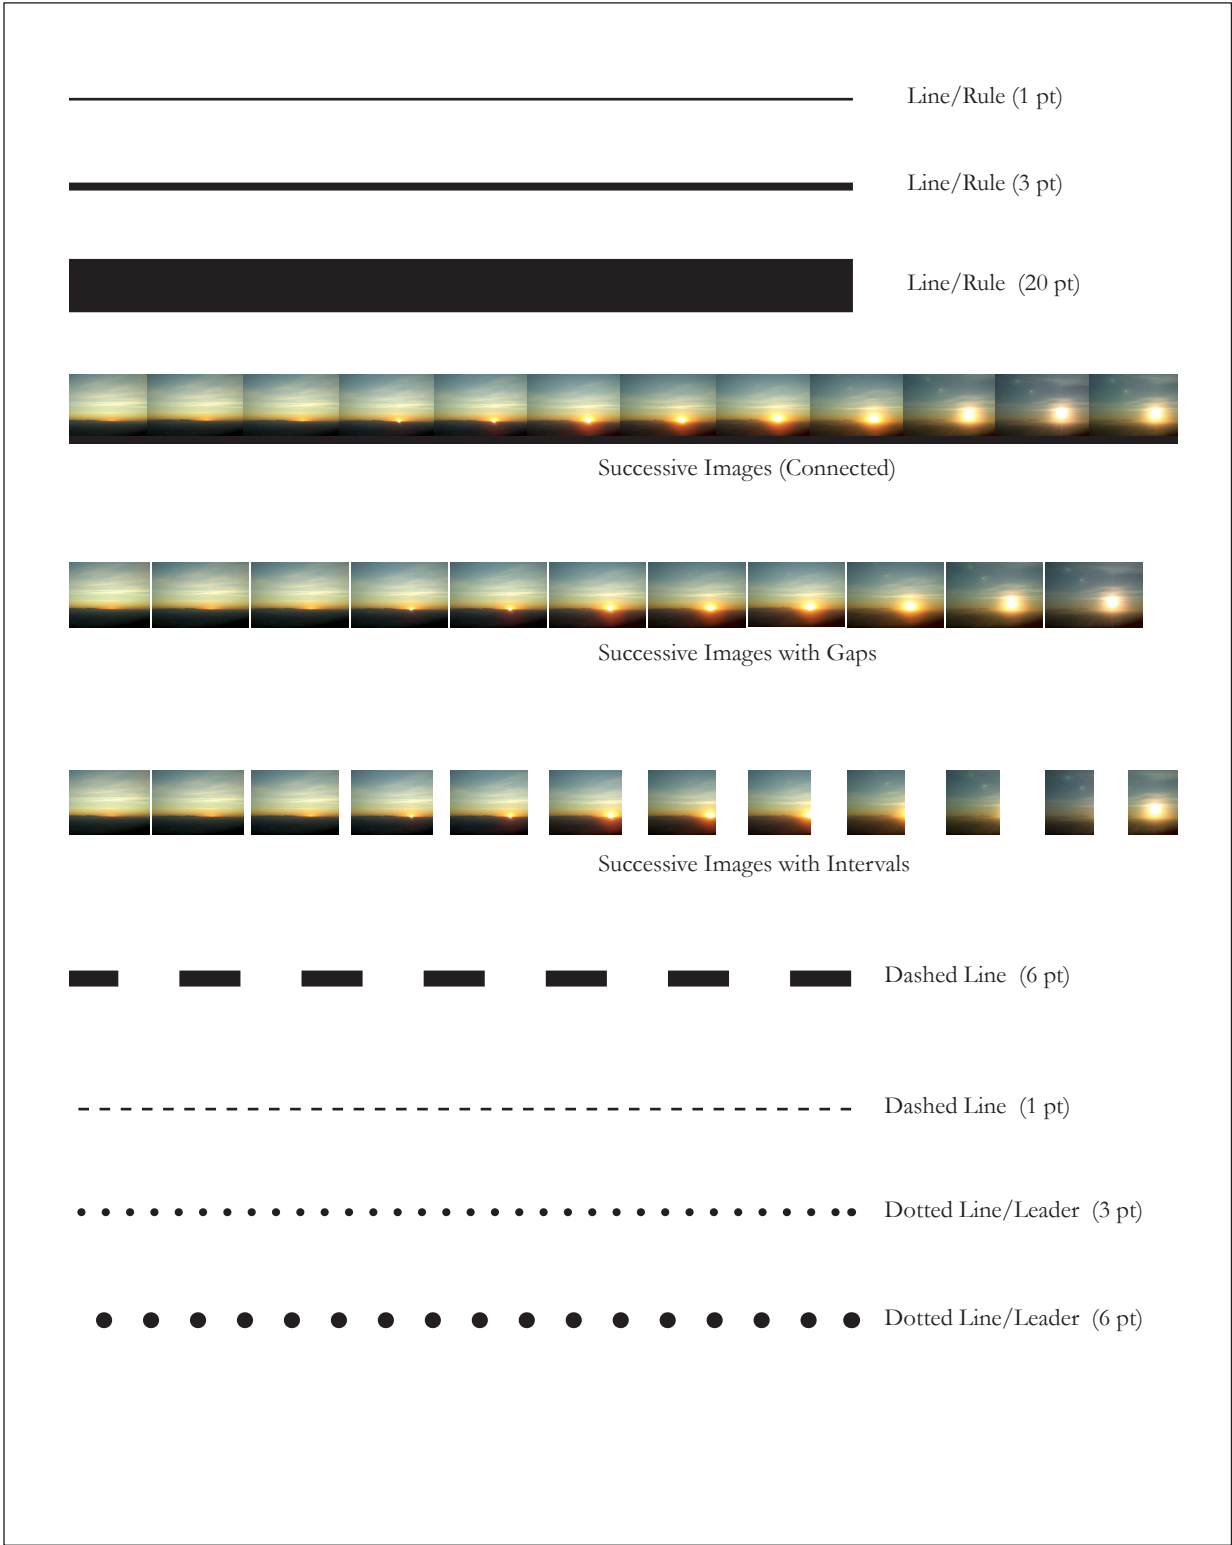 Line/Rule (1 pt)
Line/Rule (3 pt)
Line/Rule  (20 pt)
Successive Images (Connected)
Successive Images with Gaps
Successive Images with Intervals
Dashed Line  (6 pt)
Dashed Line  (1 pt)
Dotted Line/Leader  (3 pt)
Dotted Line/Leader  (6 pt)